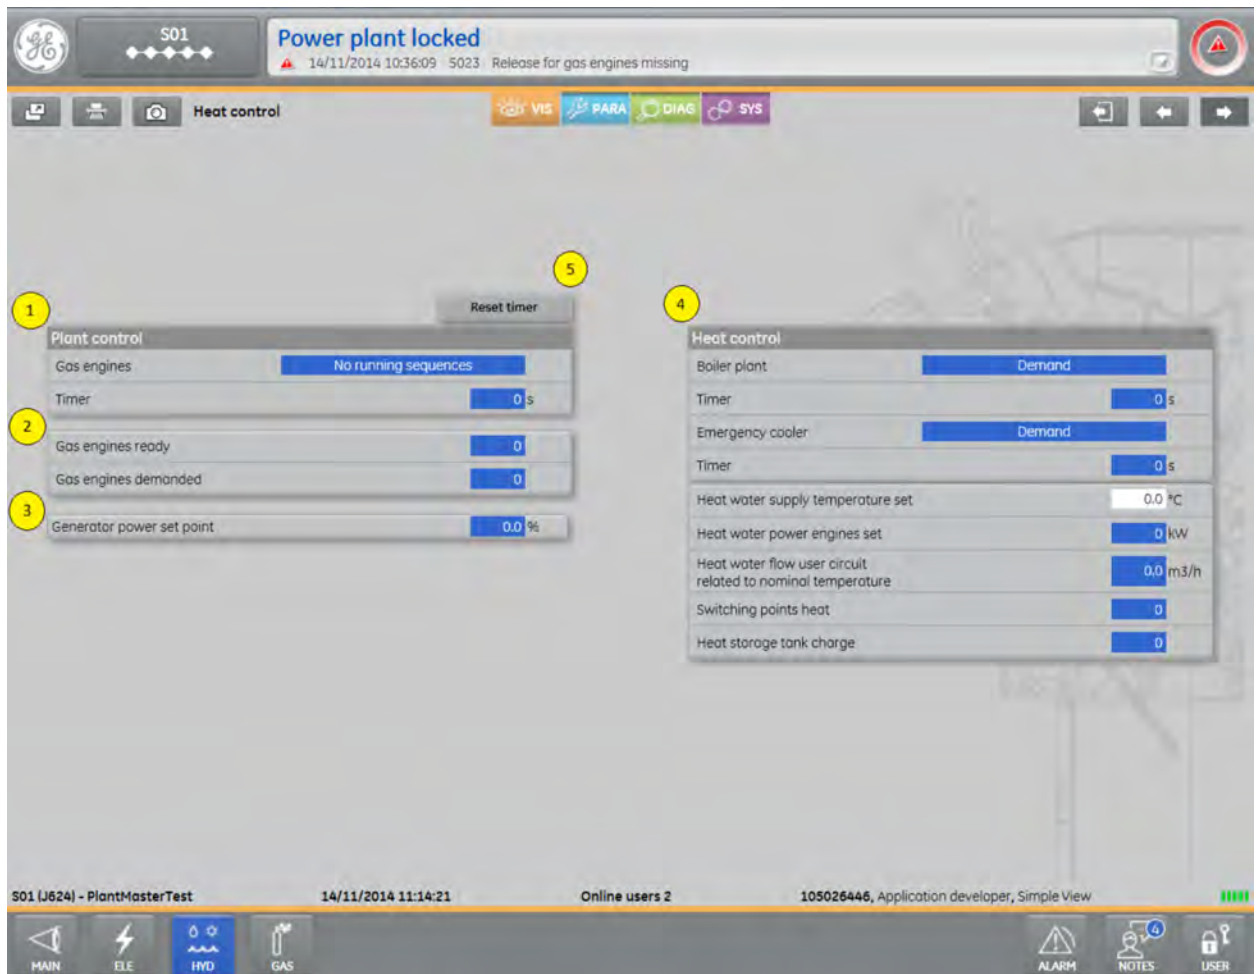 S01
Power plant locked
14/11/2014 10:36:09 5023 Release for gas engines missing
Heat control
VIS
PARA
DIAG
SYS
5
1
Reset timer
4
Plant control
Gas engines No running sequences
Timer 0 s
2
Gas engines ready 0
Gas engines demanded 0
3
Generator power set point 0.0 %
Heat control
Boiler plant Demand
Timer 0 s
Emergency cooler Demand
Timer 0 s
Heat water supply temperature set 0.0 °C
Heat water power engines set 0 kW
Heat water flow user circuit
related to nominal temperature 0.0 m3/h
Switching points heat 0
Heat storage tank charge 0
S01 (J624) - PlantMasterTest 14/11/2014 11:14:21 Online users 2 105026446, Application developer, Simple View
MAIN
ELE
HYD
GAS
ALARM
4
NOTES
USER